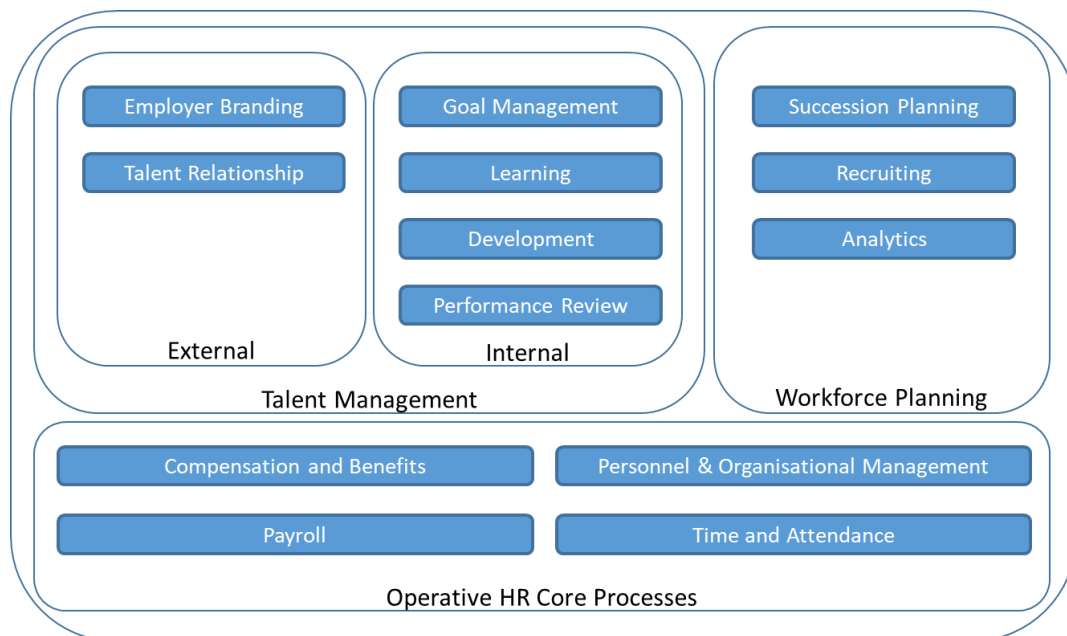 Employer Branding
Talent Relationship
External
Goal Management
Learning
Development
Performance Review
Internal
Talent Management
Succession Planning
Recruiting
Analytics
Workforce Planning
Compensation and Benefits
Personnel & Organisational Management
Payroll
Time and Attendance
Operative HR Core Processes